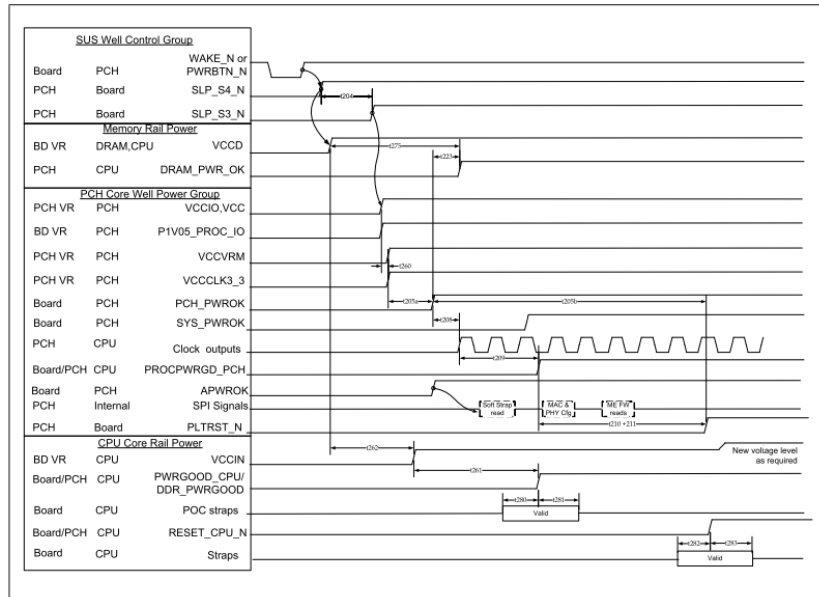 SUS Well Control Group
Board PCH WAKE_N or PWRBTN_N
PCH Board SLP_S4_N
t204
PCH Board SLP_S3_N
Memory Rail Power
BD VR DRAM,CPU VCCD
t275
t223
PCH CPU DRAM_PWR_OK
PCH Core Well Power Group
PCH VR PCH VCCIO,VCC
BD VR PCH P1V05_PROC_IO
PCH VR PCH VCCVRM
t260
PCH VR PCH VCCCLK3_3
Board PCH PCH_PWROK
t205a t205b
Board PCH SYS_PWROK
t208
PCH CPU Clock outputs
t209
Board/PCH CPU PROCPWRGD_PCH
Board PCH APWROK
PCH Internal SPI Signals
Soft Strap read
MAC & PHY Cfg
ME FW reads
t210 +t211
PCH Board PLTRST_N
CPU Core Rail Power
t262
BD VR CPU VCCIN
New voltage level as required
t261
Board/PCH CPU PWRGOOD_CPU/ DDR_PWRGOOD
t280 t281
Board CPU POC straps
Valid
Board/PCH CPU RESET_CPU_N
t282 t283
Board CPU Straps
Valid